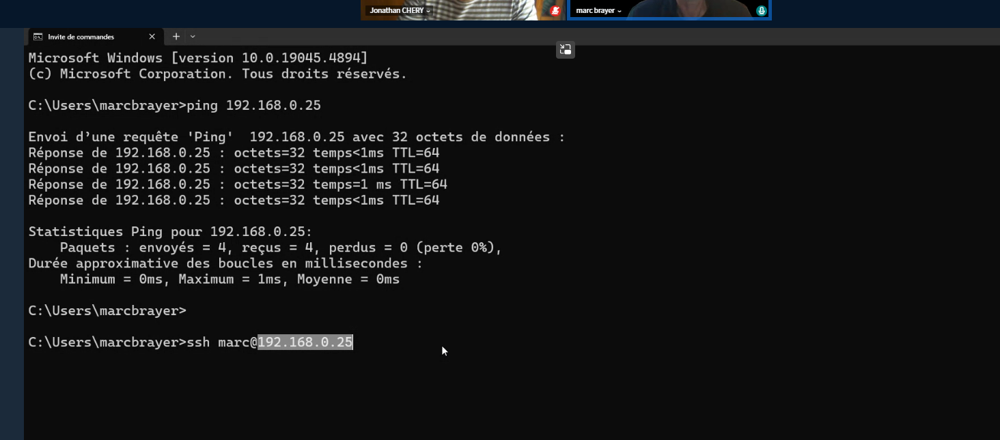 Jonathan CHERY
marc brayer
Invite de commandes
Microsoft Windows [version 10.0.19045.4894]
(c) Microsoft Corporation. Tous droits réservés.
C:\Users\marcbrayer>ping 192.168.0.25
Envoi d’une requête 'Ping'  192.168.0.25 avec 32 octets de données :
Réponse de 192.168.0.25 : octets=32 temps<1ms TTL=64
Réponse de 192.168.0.25 : octets=32 temps<1ms TTL=64
Réponse de 192.168.0.25 : octets=32 temps=1 ms TTL=64
Réponse de 192.168.0.25 : octets=32 temps<1ms TTL=64
Statistiques Ping pour 192.168.0.25:
    Paquets : envoyés = 4, reçus = 4, perdus = 0 (perte 0%),
Durée approximative des boucles en millisecondes :
    Minimum = 0ms, Maximum = 1ms, Moyenne = 0ms
C:\Users\marcbrayer>
C:\Users\marcbrayer>ssh marc@192.168.0.25